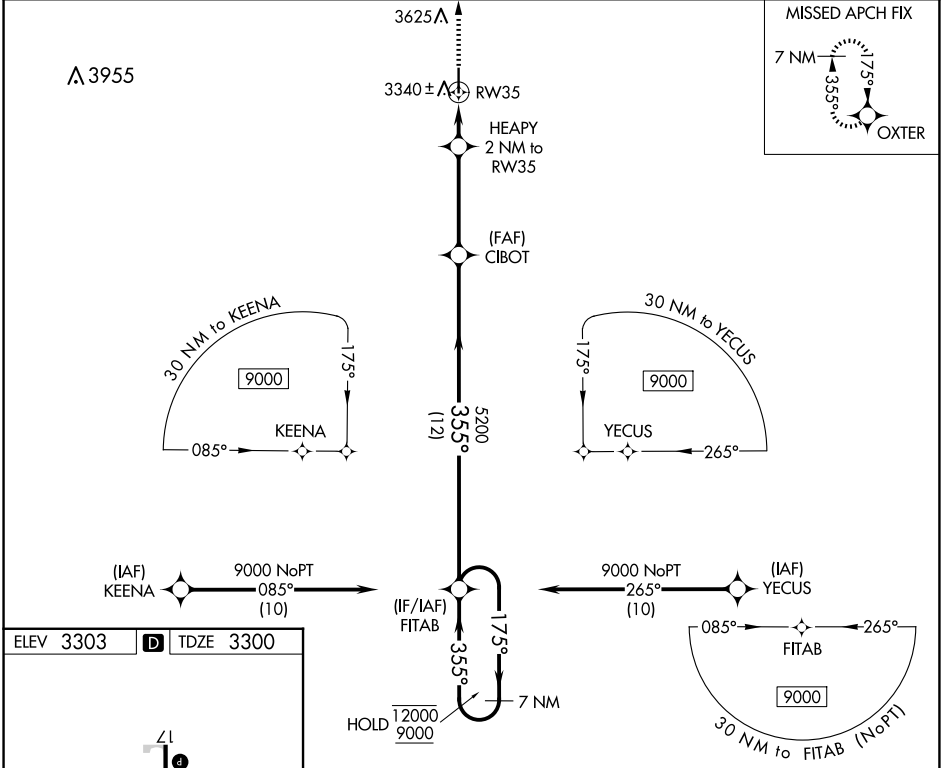 3625
MISSED APCH FIX
7 NM
175°
355°
OXTER
3955
3340 ±
RW35
HEAPY
2 NM to
RW35
(FAF)
CIBOT
30 NM to KEENA
175°
9000
085°
KEENA
5200
355°
(12)
30 NM to YECUS
175°
9000
YECUS
265°
(IAF)
KEENA
9000 NoPT
085°
(10)
(IF/IAF)
FITAB
9000 NoPT
265°
(10)
(IAF)
YECUS
175°
355°
7 NM
HOLD 12000
9000
085°
265°
FITAB
9000
30 NM to FITAB (NoPT)
ELEV 3303 D TDZE 3300
17
P